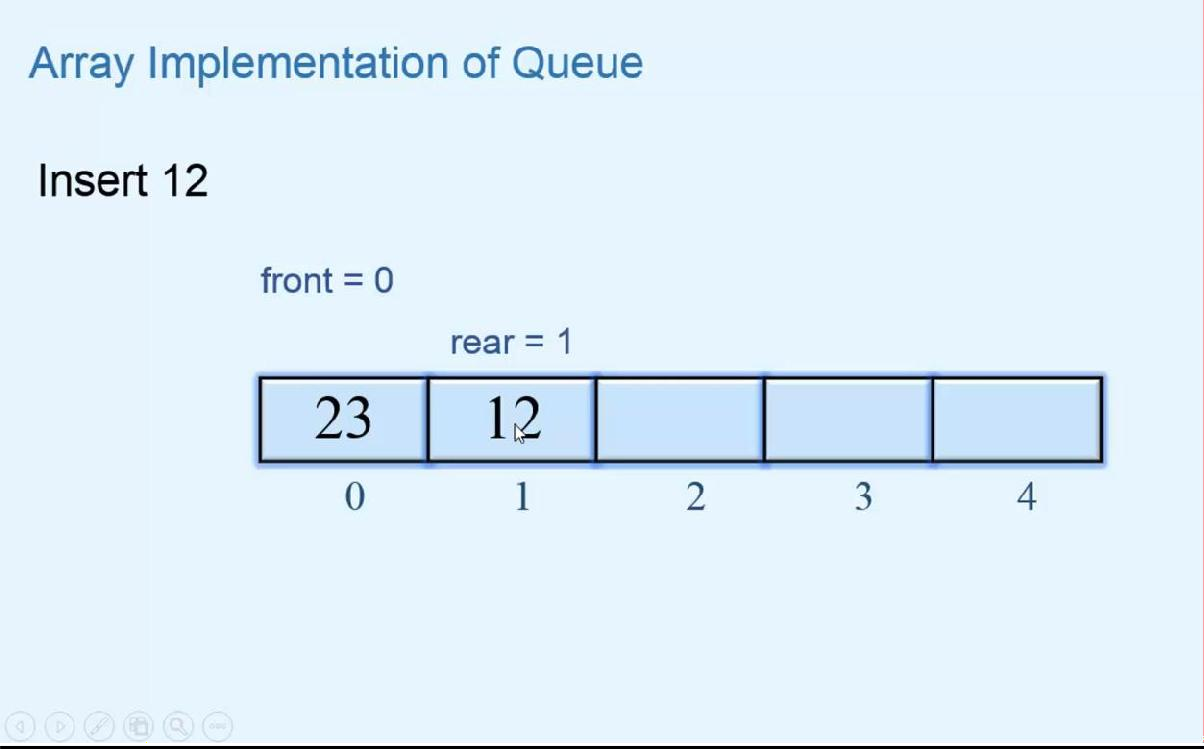 Array Implementation of Queue
Insert 12
front = 0
rear = 1
23 12
0 1 2 3 4